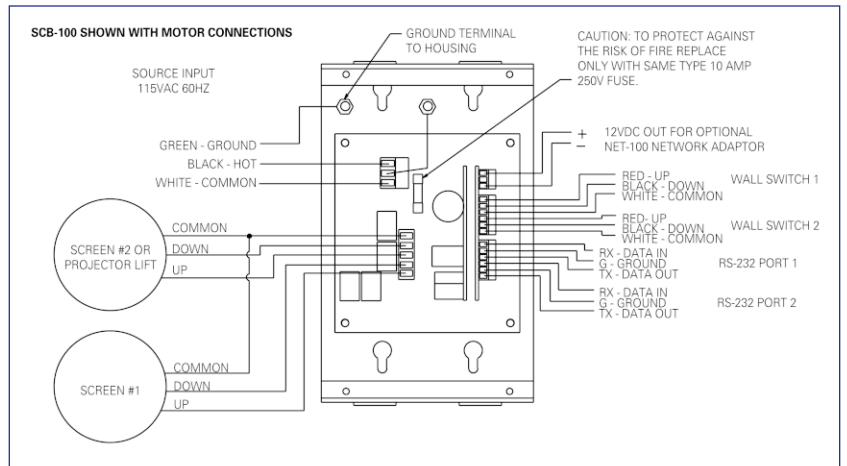 SCB-100 SHOWN WITH MOTOR CONNECTIONS
GROUND TERMINAL
TO HOUSING
CAUTION: TO PROTECT AGAINST
THE RISK OF FIRE REPLACE
ONLY WITH SAME TYPE 10 AMP
250V FUSE.
SOURCE INPUT
115VAC 60HZ
GREEN - GROUND
BLACK - HOT
WHITE - COMMON
+ 12VDC OUT FOR OPTIONAL
− NET-100 NETWORK ADAPTOR
RED - UP
BLACK - DOWN
WHITE - COMMON
WALL SWITCH 1
RED- UP
BLACK - DOWN
WHITE - COMMON
WALL SWITCH 2
RX - DATA IN
G - GROUND
TX - DATA OUT
RS-232 PORT 1
RX - DATA IN
G - GROUND
TX - DATA OUT
RS-232 PORT 2
SCREEN #2 OR
PROJECTOR LIFT
COMMON
DOWN
UP
SCREEN #1
COMMON
DOWN
UP